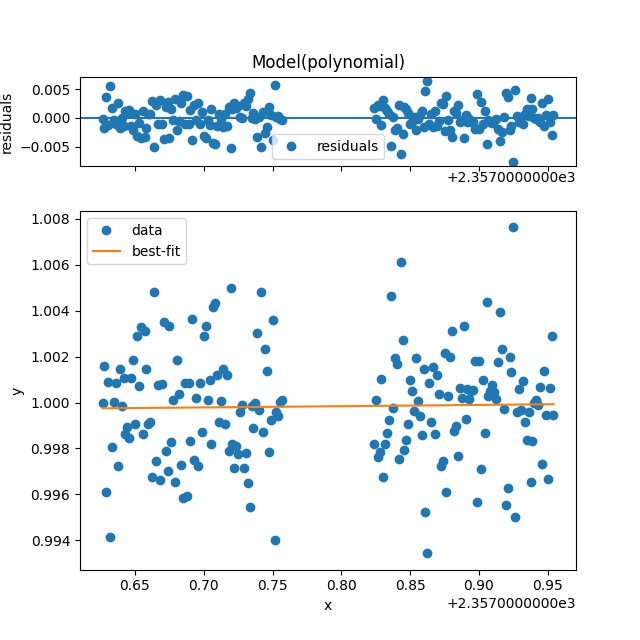 Model(polynomial)
residuals
0.005
0.000
−0.005
residuals
+2.3570000000e3
y
1.008
1.006
1.004
1.002
1.000
0.998
0.996
0.994
data
best-fit
0.65 0.70 0.75 0.80 0.85 0.90 0.95
x
+2.3570000000e3